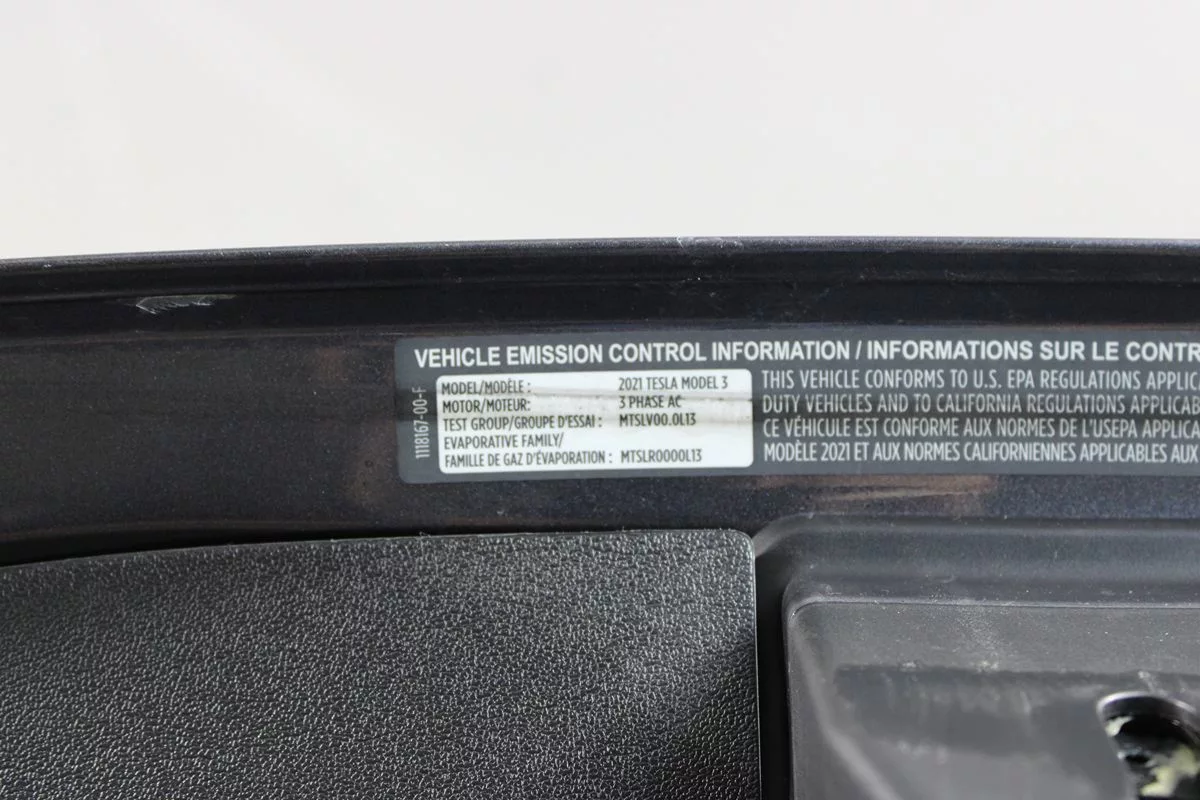 VEHICLE EMISSION CONTROL INFORMATION / INFORMATIONS SUR LE CONTR
1118167-00-F
MODEL/MODÈLE : 2021 TESLA MODEL 3
MOTOR/MOTEUR: 3 PHASE AC
TEST GROUP/GROUPE D'ESSAI : MTSLV00.0L13
EVAPORATIVE FAMILY/
FAMILLE DE GAZ D'ÉVAPORATION : MTSLR0000L13
THIS VEHICLE CONFORMS TO U.S. EPA REGULATIONS APPLIC
DUTY VEHICLES AND TO CALIFORNIA REGULATIONS APPLICA
CE VÉHICULE EST CONFORME AUX NORMES DE L'USEPA APPLICA
MODÈLE 2021 ET AUX NORMES CALIFORNIENNES APPLICABLES AUX